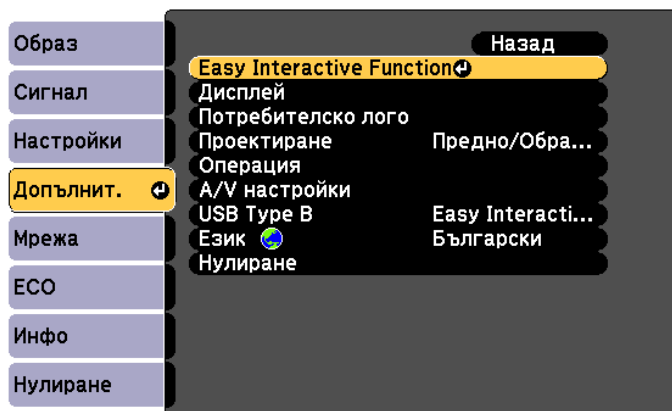 Образ
Сигнал
Настройки
Допълнит.
Мрежа
ECO
Инфо
Нулиране
Назад
Easy Interactive Function
Дисплей
Потребителско лого
Проектиране Предно/Обра...
Операция
A/V настройки
USB Type B Easy Interacti...
Език Български
Нулиране